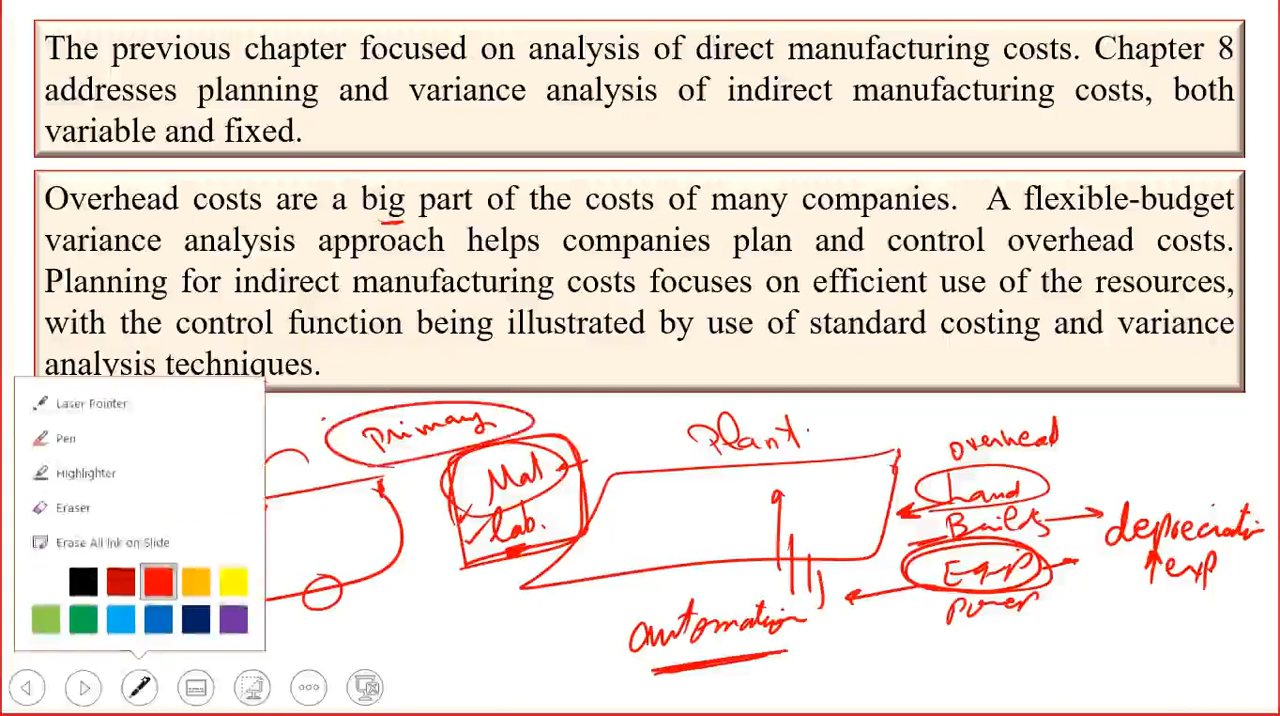 The previous chapter focused on analysis of direct manufacturing costs. Chapter 8
addresses planning and variance analysis of indirect manufacturing costs, both
variable and fixed.
Overhead costs are a big part of the costs of many companies. A flexible-budget
variance analysis approach helps companies plan and control overhead costs.
Planning for indirect manufacturing costs focuses on efficient use of the resources,
with the control function being illustrated by use of standard costing and variance
analysis techniques.
Laser Pointer
Pen
Highlighter
Eraser
Erase All Ink on Slide
primary
Mat
lab.
Plant
automation
overhead
land
Equip
power
exp